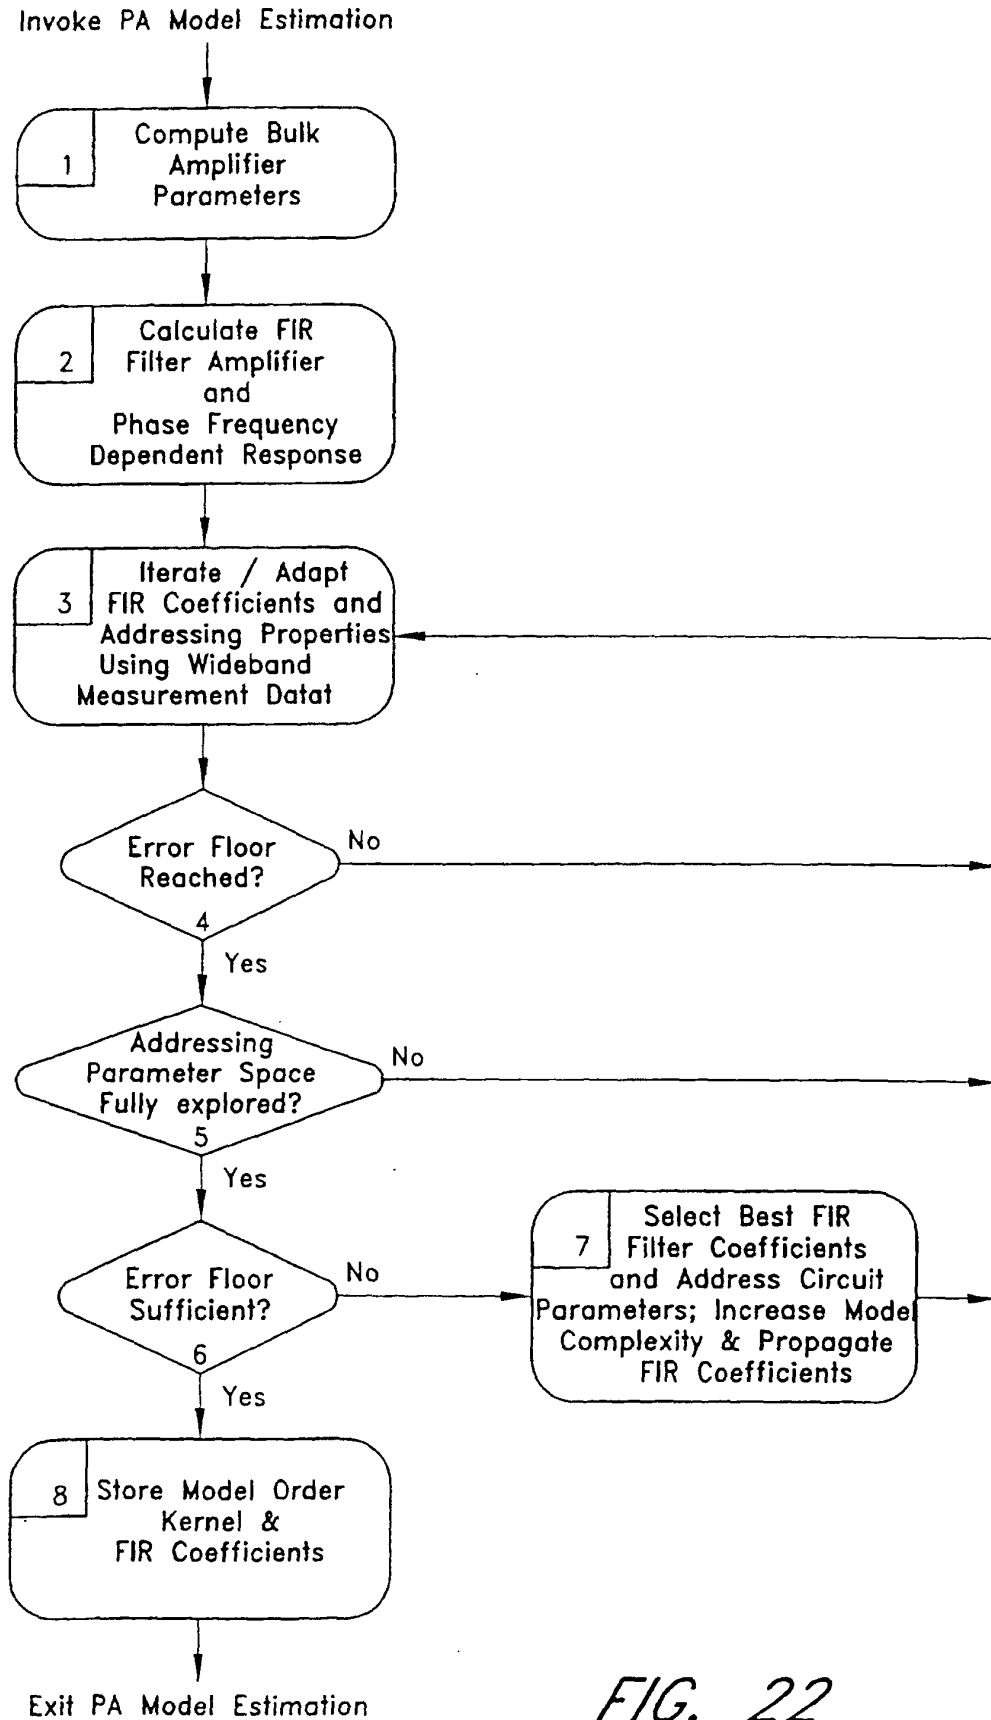 Invoke PA Model Estimation
1
Compute Bulk
Amplifier
Parameters
2
Calculate FIR
Filter Amplifier
and
Phase Frequency
Dependent Response
3
Iterate / Adapt
FIR Coefficients and
Addressing Properties
Using Wideband
Measurement Datat
Error Floor
Reached?
4
No
Yes
Addressing
Parameter Space
Fully explored?
5
No
Yes
Error Floor
Sufficient?
6
No
Yes
7
Select Best FIR
Filter Coefficients
and Address Circuit
Parameters; Increase Model
Complexity & Propagate
FIR Coefficients
8
Store Model Order
Kernel &
FIR Coefficients
Exit PA Model Estimation
FIG. 22